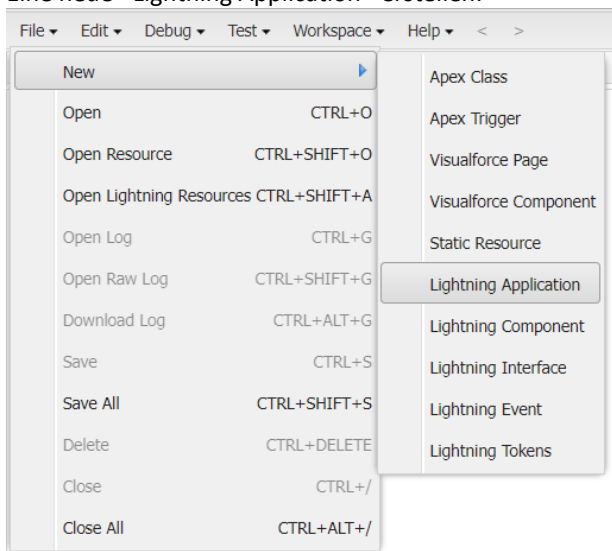 Eine neue "Lightning Application" erstellen:
File Edit Debug Test Workspace Help < >
New
Open CTRL+O
Open Resource CTRL+SHIFT+O
Open Lightning Resources CTRL+SHIFT+A
Open Log CTRL+G
Open Raw Log CTRL+SHIFT+G
Download Log CTRL+ALT+G
Save CTRL+S
Save All CTRL+SHIFT+S
Delete CTRL+DELETE
Close CTRL+/
Close All CTRL+ALT+/
Apex Class
Apex Trigger
Visualforce Page
Visualforce Component
Static Resource
Lightning Application
Lightning Component
Lightning Interface
Lightning Event
Lightning Tokens